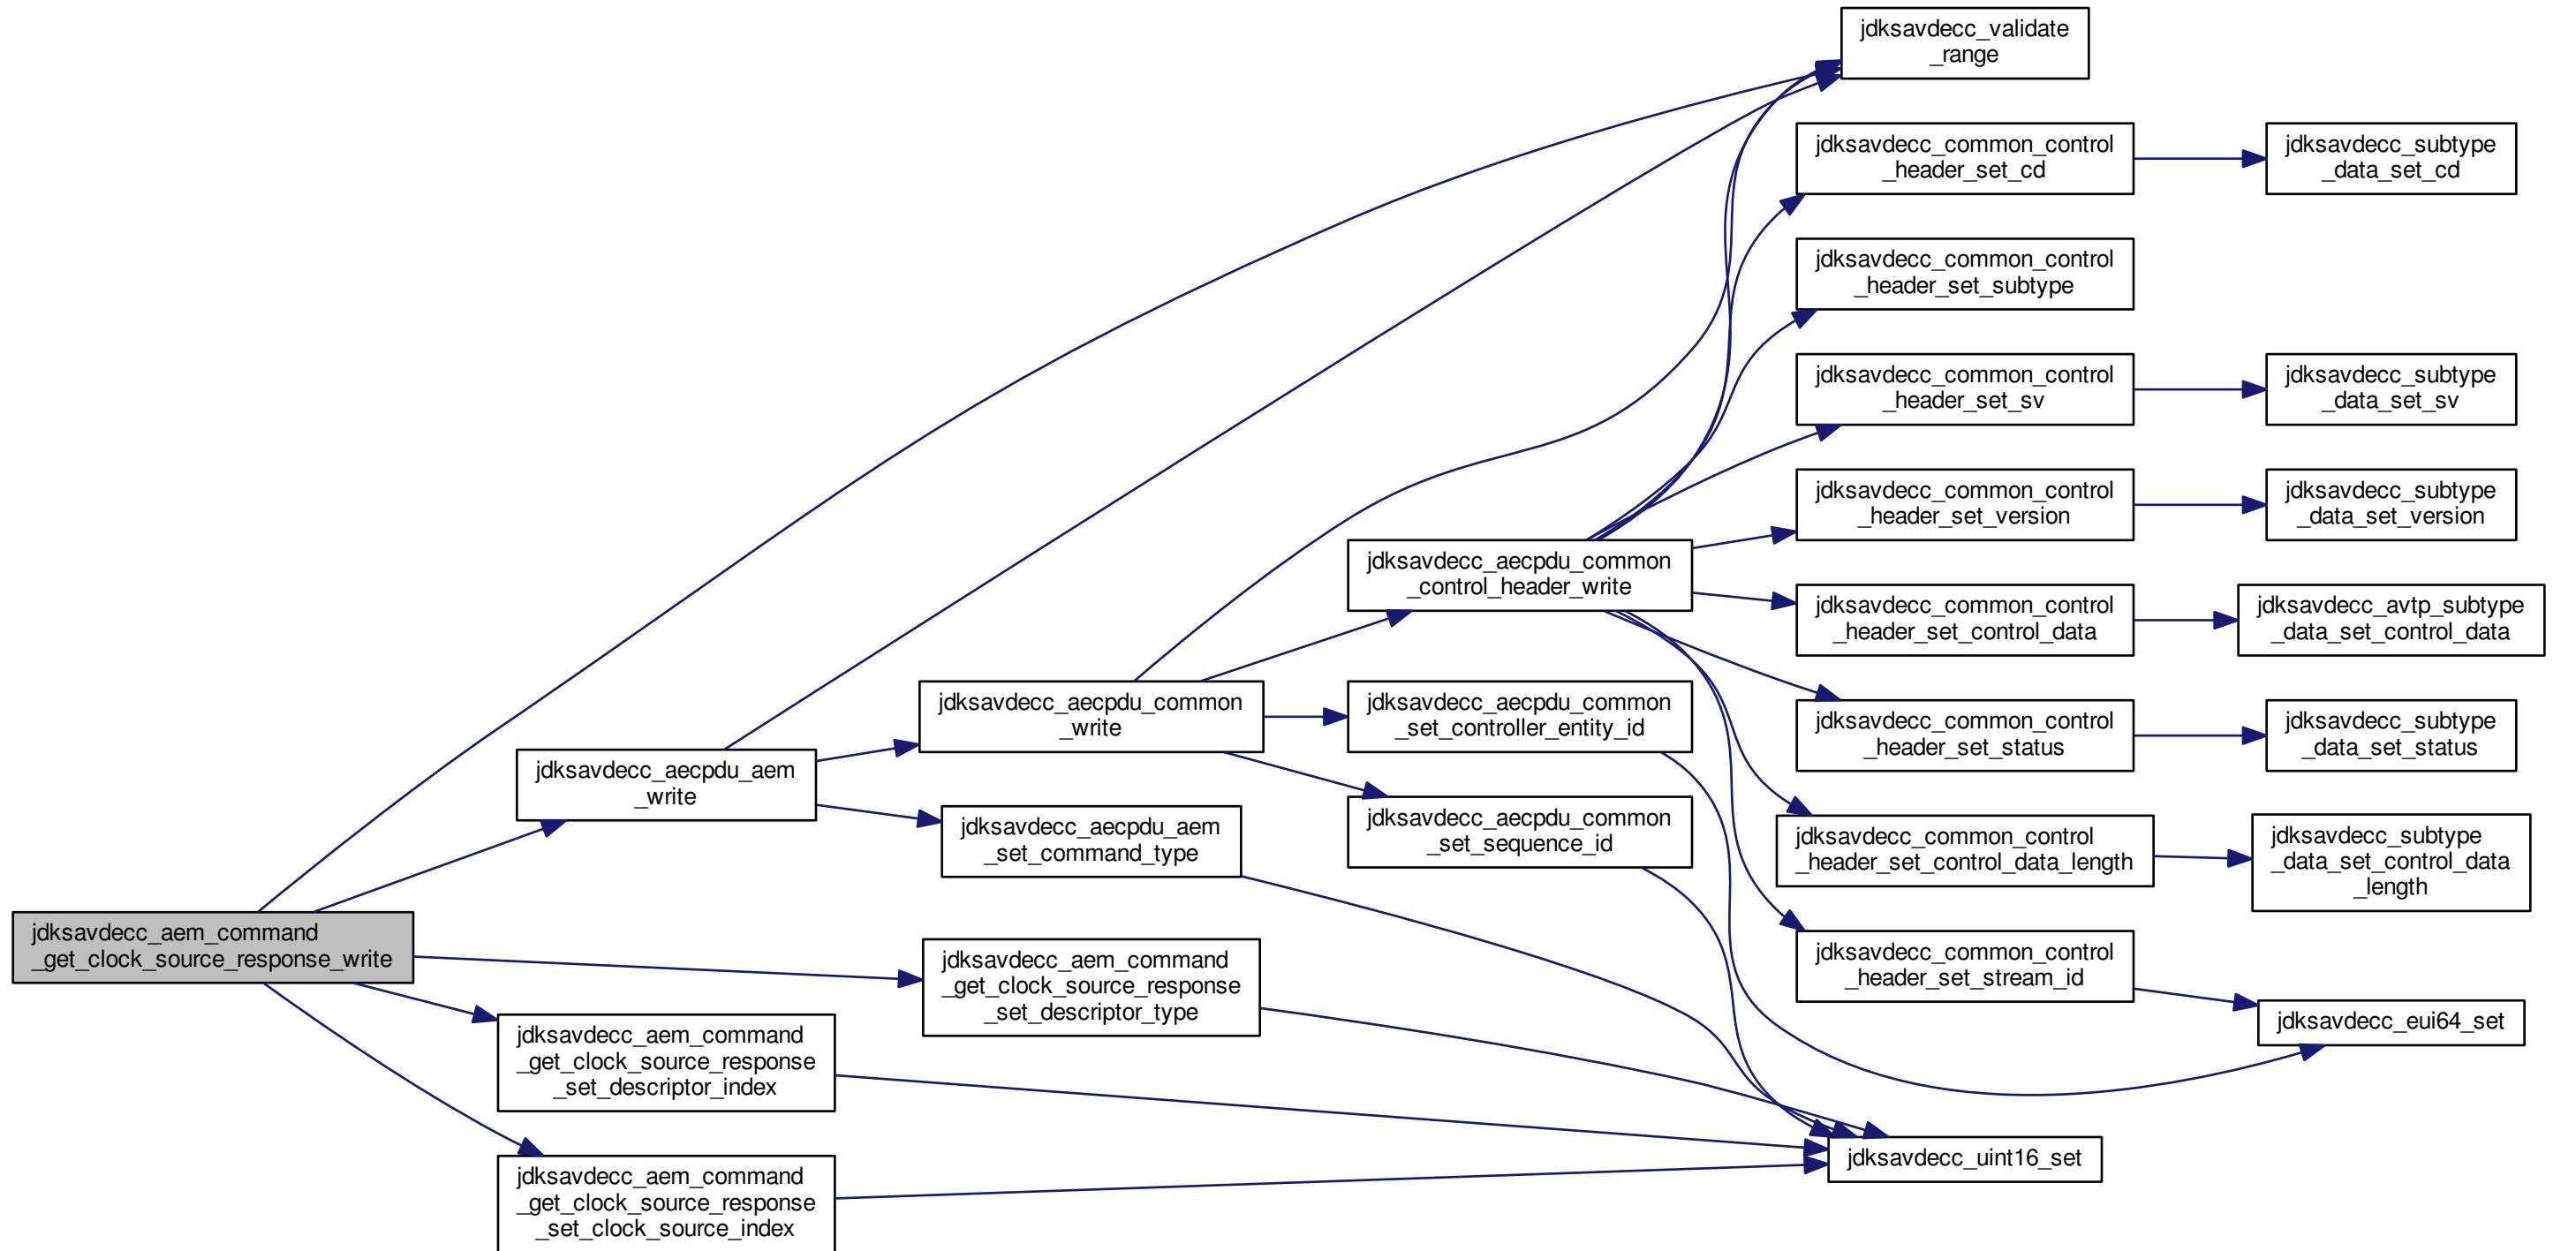 jdksavdecc_aem_command
_get_clock_source_response_write
jdksavdecc_aecpdu_aem
_write
jdksavdecc_aem_command
_get_clock_source_response
_set_descriptor_index
jdksavdecc_aem_command
_get_clock_source_response
_set_clock_source_index
jdksavdecc_aecpdu_common
_write
jdksavdecc_aecpdu_aem
_set_command_type
jdksavdecc_aem_command
_get_clock_source_response
_set_descriptor_type
jdksavdecc_aecpdu_common
_control_header_write
jdksavdecc_aecpdu_common
_set_controller_entity_id
jdksavdecc_aecpdu_common
_set_sequence_id
jdksavdecc_validate
_range
jdksavdecc_common_control
_header_set_cd
jdksavdecc_common_control
_header_set_subtype
jdksavdecc_common_control
_header_set_sv
jdksavdecc_common_control
_header_set_version
jdksavdecc_common_control
_header_set_control_data
jdksavdecc_common_control
_header_set_status
jdksavdecc_common_control
_header_set_control_data_length
jdksavdecc_common_control
_header_set_stream_id
jdksavdecc_uint16_set
jdksavdecc_subtype
_data_set_cd
jdksavdecc_subtype
_data_set_sv
jdksavdecc_subtype
_data_set_version
jdksavdecc_avtp_subtype
_data_set_control_data
jdksavdecc_subtype
_data_set_status
jdksavdecc_subtype
_data_set_control_data
_length
jdksavdecc_eui64_set